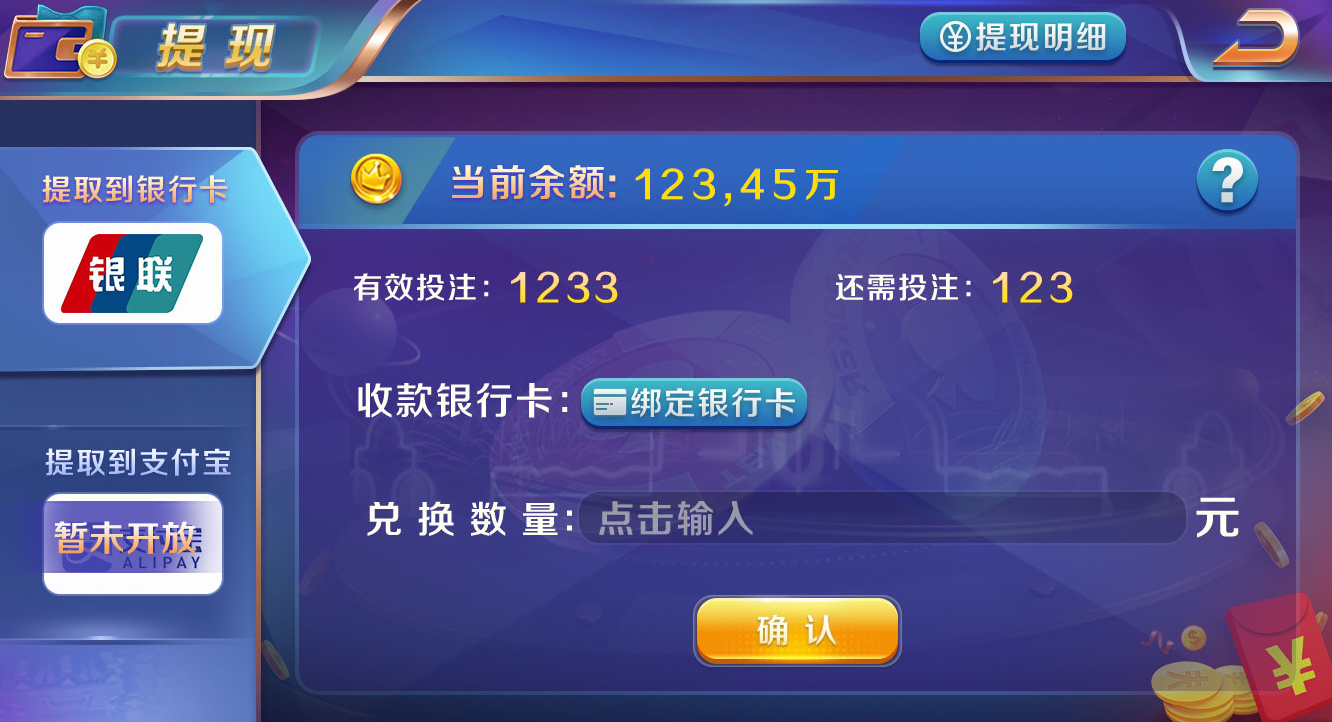 提现
提现明细
提取到银行卡
银联
当前余额: 123,45万
?
有效投注: 1233
还需投注: 123
收款银行卡: 绑定银行卡
提取到支付宝
暂未开放
ALIPAY
兑换数量: 点击输入 元
确认